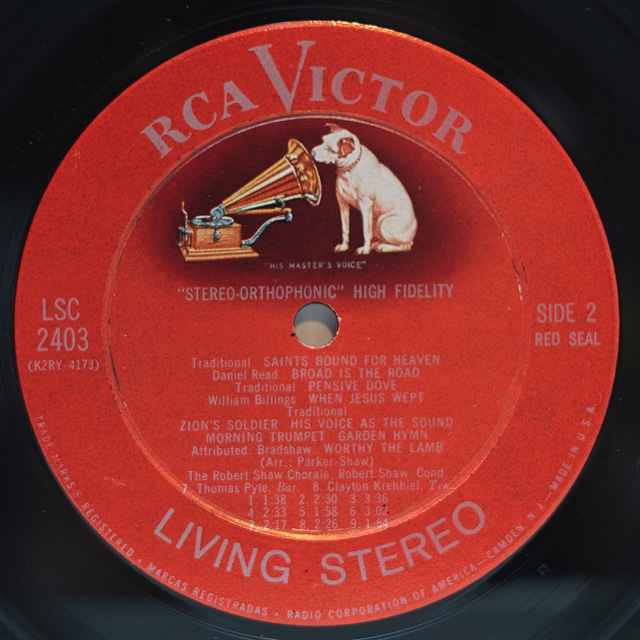 RCA VICTOR
"HIS MASTER'S VOICE"
"STEREO-ORTHOPHONIC" HIGH FIDELITY
LSC
2403
(K2RY-4173)
SIDE 2
RED SEAL
Traditional SAINTS BOUND FOR HEAVEN
Daniel Read BROAD IS THE ROAD
Traditional PENSIVE DOVE
William Billings WHEN JESUS WEPT
Traditional
ZION'S SOLDIER HIS VOICE AS THE SOUND
MORNING TRUMPET GARDEN HYMN
Attributed: Bradshaw WORTHY THE LAMB
(Arr.: Parker-Shaw)
The Robert Shaw Chorale, Robert Shaw, Cond.
7. Thomas Pyle, Bar. 8. Clayton Krehbiel, Ten.
1 1:38 2 2:30 3 3:36
4 2:33 5 1:58 6 3:02
7 2:17 8 2:26 9 1:54
LIVING STEREO
TRADE MARKS ® REGISTERED • MARCAS REGISTRADAS • RADIO CORPORATION OF AMERICA—CAMDEN, N. J.—MADE IN U.S.A.